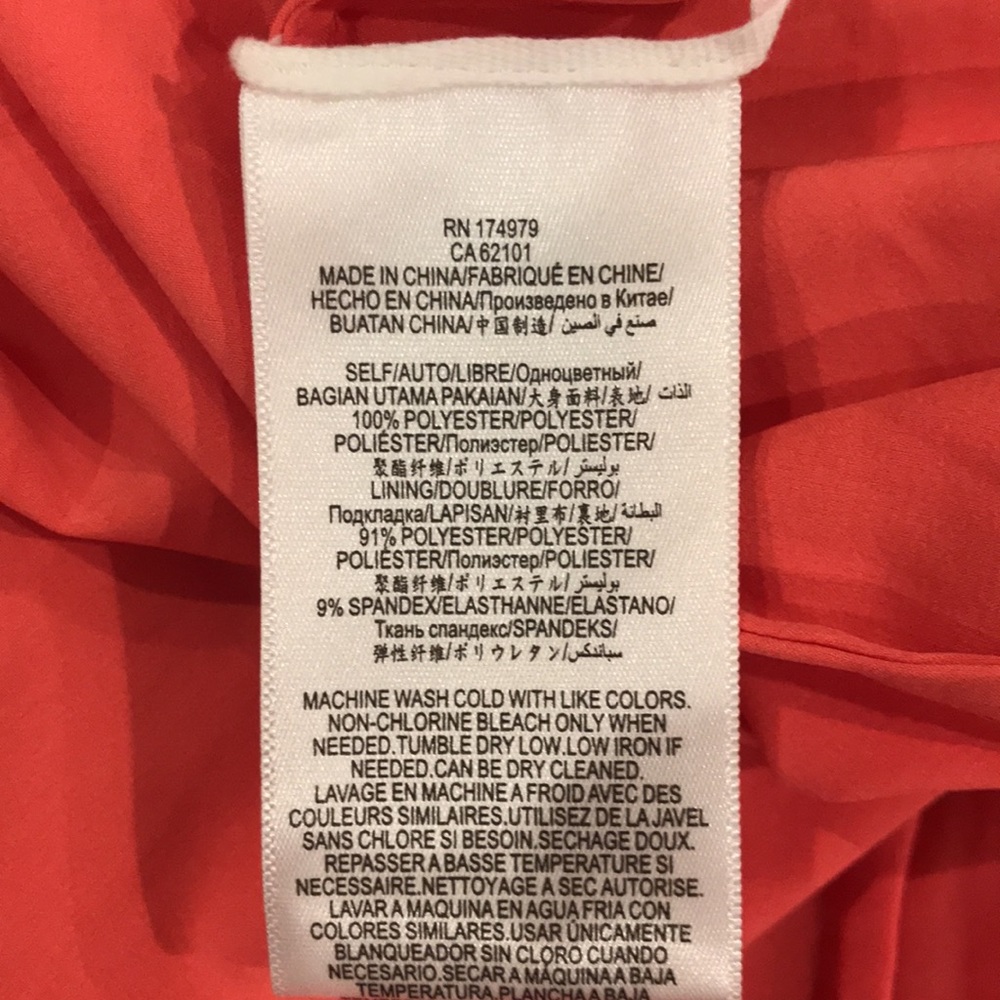 RN 174979
CA 62101
MADE IN CHINA/FABRIQUÉ EN CHINE/
HECHO EN CHINA/Произведено в Китае/
BUATAN CHINA/中国制造/ صنع في الصين
SELF/AUTO/LIBRE/Одноцветный/
BAGIAN UTAMA PAKAIAN/大身面料/表地/ الذات
100% POLYESTER/POLYESTER/
POLIÉSTER/Полиэстер/POLIESTER/
聚酯纤维/ポリエステル/ بوليستر
LINING/DOUBLURE/FORRO/
Подкладка/LAPISAN/衬里布/裏地/ البطانة
91% POLYESTER/POLYESTER/
POLIÉSTER/Полиэстер/POLIESTER/
聚酯纤维/ポリエステル/ بوليستر
9% SPANDEX/ELASTHANNE/ELASTANO/
Ткань спандекс/SPANDEKS/
弹性纤维/ポリウレタン/سباندكس
MACHINE WASH COLD WITH LIKE COLORS.
NON-CHLORINE BLEACH ONLY WHEN
NEEDED.TUMBLE DRY LOW.LOW IRON IF
NEEDED.CAN BE DRY CLEANED.
LAVAGE EN MACHINE A FROID AVEC DES
COULEURS SIMILAIRES.UTILISEZ DE LA JAVEL
SANS CHLORE SI BESOIN.SECHAGE DOUX.
REPASSER A BASSE TEMPERATURE SI
NECESSAIRE.NETTOYAGE A SEC AUTORISE.
LAVAR A MAQUINA EN AGUA FRIA CON
COLORES SIMILARES.USAR ÚNICAMENTE
BLANQUEADOR SIN CLORO CUANDO
NECESARIO.SECAR A MÁQUINA A BAJA
TEMPERATURA.PLANCHA A BAJA